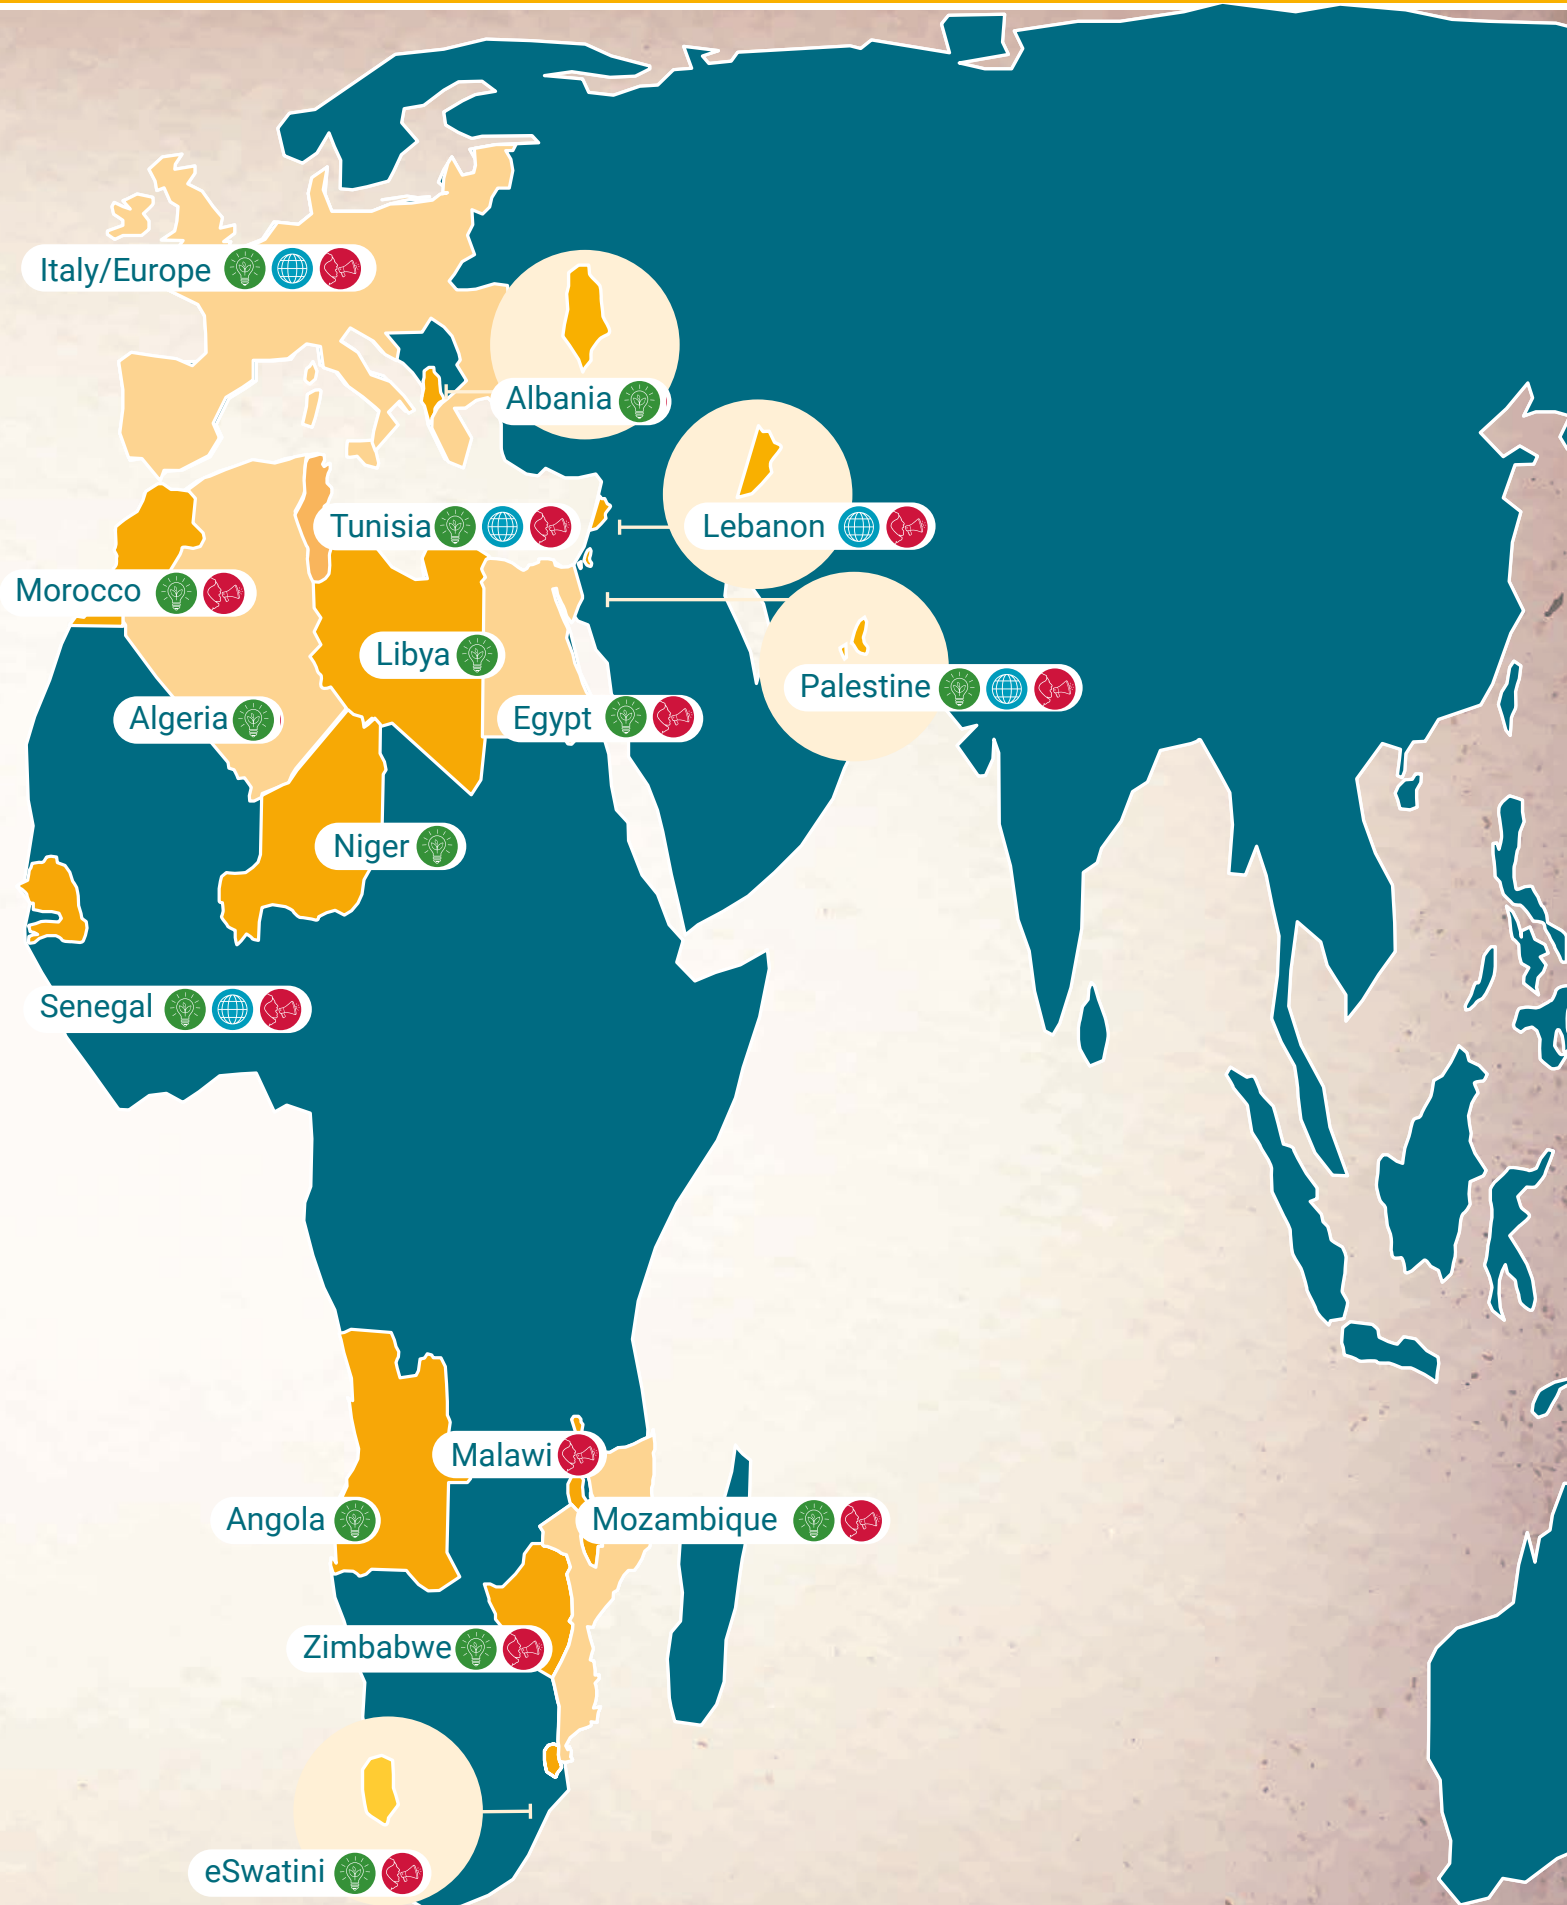 Italy/Europe
Albania
Tunisia
Lebanon
Morocco
Libya
Palestine
Algeria
Egypt
Niger
Senegal
Malawi
Angola
Mozambique
Zimbabwe
eSwatini